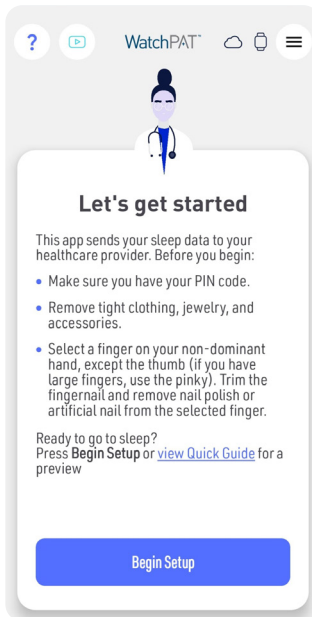 ?
WatchPAT™
Let's get started
This app sends your sleep data to your
healthcare provider. Before you begin:
• Make sure you have your PIN code.
• Remove tight clothing, jewelry, and
accessories.
• Select a finger on your non-dominant
hand, except the thumb (if you have
large fingers, use the pinky). Trim the
fingernail and remove nail polish or
artificial nail from the selected finger.
Ready to go to sleep?
Press Begin Setup or view Quick Guide for a
preview
Begin Setup